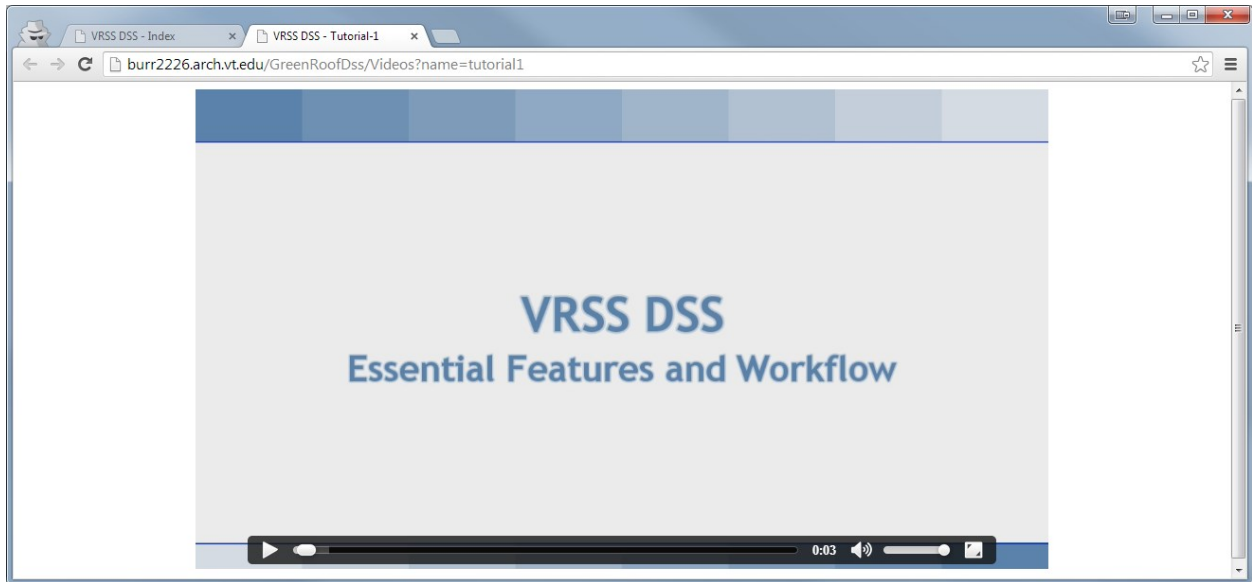 VRSS DSS - Index
VRSS DSS - Tutorial-1
burr2226.arch.vt.edu/GreenRoofDss/Videos?name=tutorial1
VRSS DSS
Essential Features and Workflow
0:03